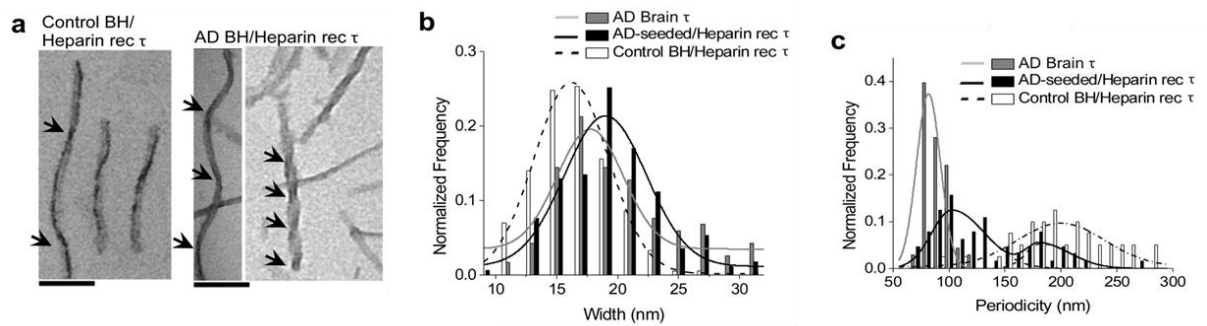 a
Control BH/
Heparin rec τ
AD BH/Heparin rec τ
b
AD Brain τ
AD-seeded/Heparin rec τ
Control BH/Heparin rec τ
Normalized Frequency
0.3
0.2
0.1
0.0
10 15 20 25 30
Width (nm)
c
AD Brain τ
AD-seeded/Heparin rec τ
Control BH/Heparin rec τ
Normalized Frequency
0.4
0.3
0.2
0.1
0.0
50 100 150 200 250 300
Periodicity (nm)